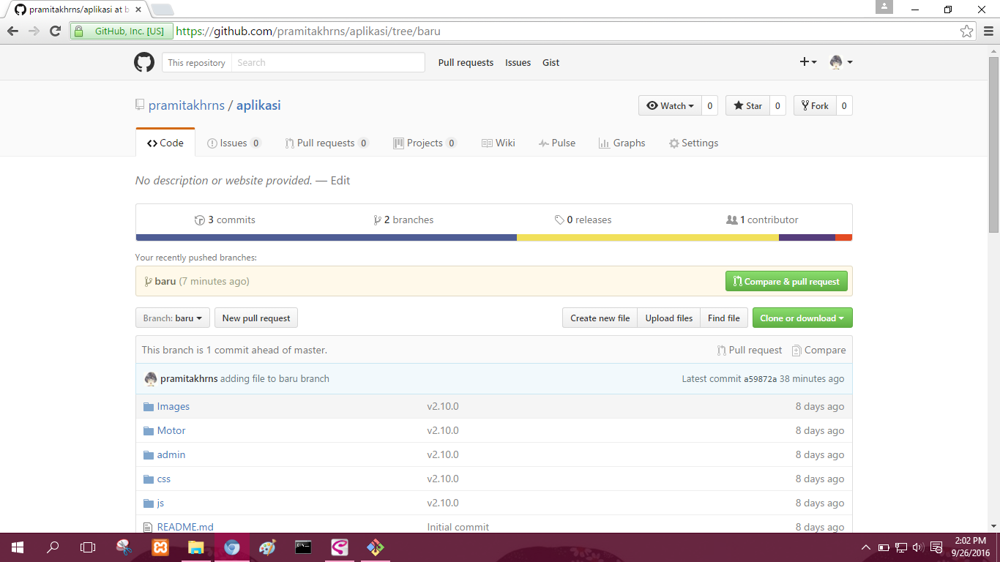 pramitakhrns/aplikasi at b
GitHub, Inc. [US] https://github.com/pramitakhrns/aplikasi/tree/baru
This repository Search Pull requests Issues Gist
pramitakhrns / aplikasi
Watch 0 Star 0 Fork 0
Code Issues 0 Pull requests 0 Projects 0 Wiki Pulse Graphs Settings
No description or website provided. — Edit
3 commits 2 branches 0 releases 1 contributor
Your recently pushed branches:
baru (7 minutes ago) Compare & pull request
Branch: baru New pull request Create new file Upload files Find file Clone or download
This branch is 1 commit ahead of master. Pull request Compare
pramitakhrns adding file to baru branch Latest commit a59872a 38 minutes ago
Images v2.10.0 8 days ago
Motor v2.10.0 8 days ago
admin v2.10.0 8 days ago
css v2.10.0 8 days ago
js v2.10.0 8 days ago
README.md Initial commit 8 days ago
2:02 PM
9/26/2016